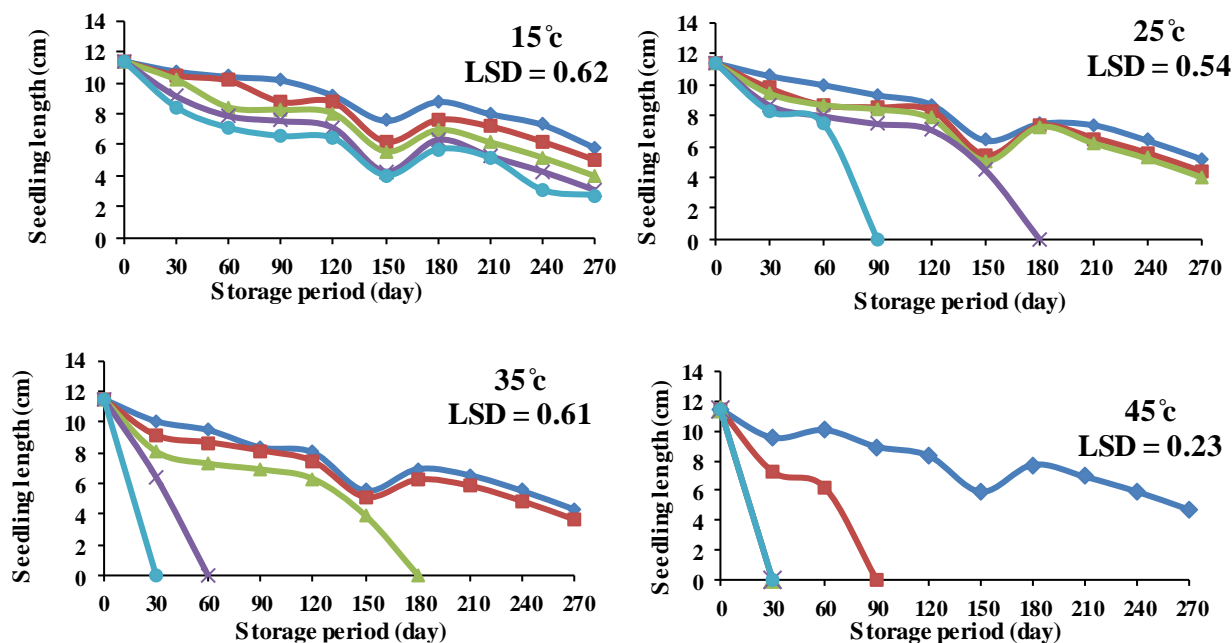 15°c
LSD = 0.62
Seedling length (cm)
14
12
10
8
6
4
2
0
0 30 60 90 120 150 180 210 240 270
Storage period (day)
25°c
LSD = 0.54
Seedling length (cm)
14
12
10
8
6
4
2
0
0 30 60 90 120 150 180 210 240 270
Storage period (day)
35°c
LSD = 0.61
Seedling length (cm)
14
12
10
8
6
4
2
0
0 30 60 90 120 150 180 210 240 270
Storage period (day)
45°c
LSD = 0.23
Seedling length (cm)
14
12
10
8
6
4
2
0
0 30 60 90 120 150 180 210 240 270
Storage period (day)